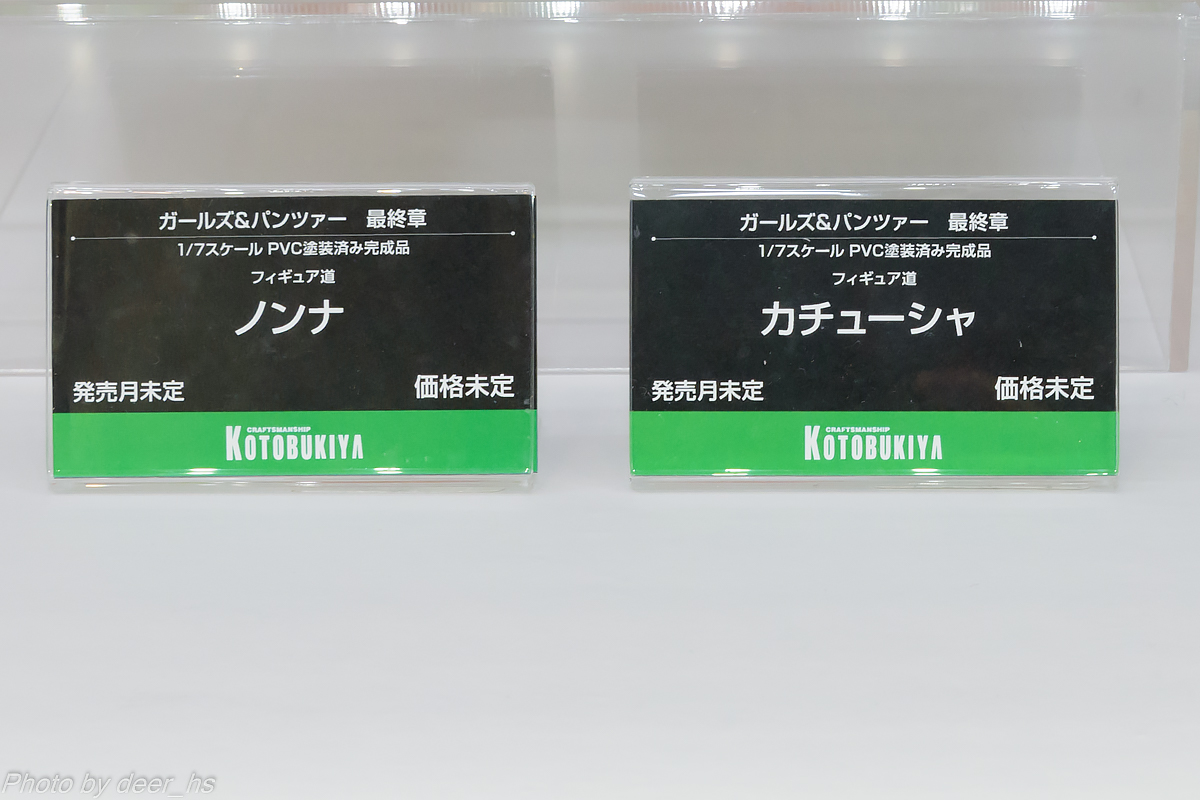 ガールズ&パンツァー 最終章
1/7スケール PVC塗装済み完成品
フィギュア道
ノンナ
発売月未定 価格未定
CRAFTSMANSHIP
KOTOBUKIYA
ガールズ&パンツァー 最終章
1/7スケール PVC塗装済み完成品
フィギュア道
カチューシャ
発売月未定 価格未定
CRAFTSMANSHIP
KOTOBUKIYA
Photo by deer_hs